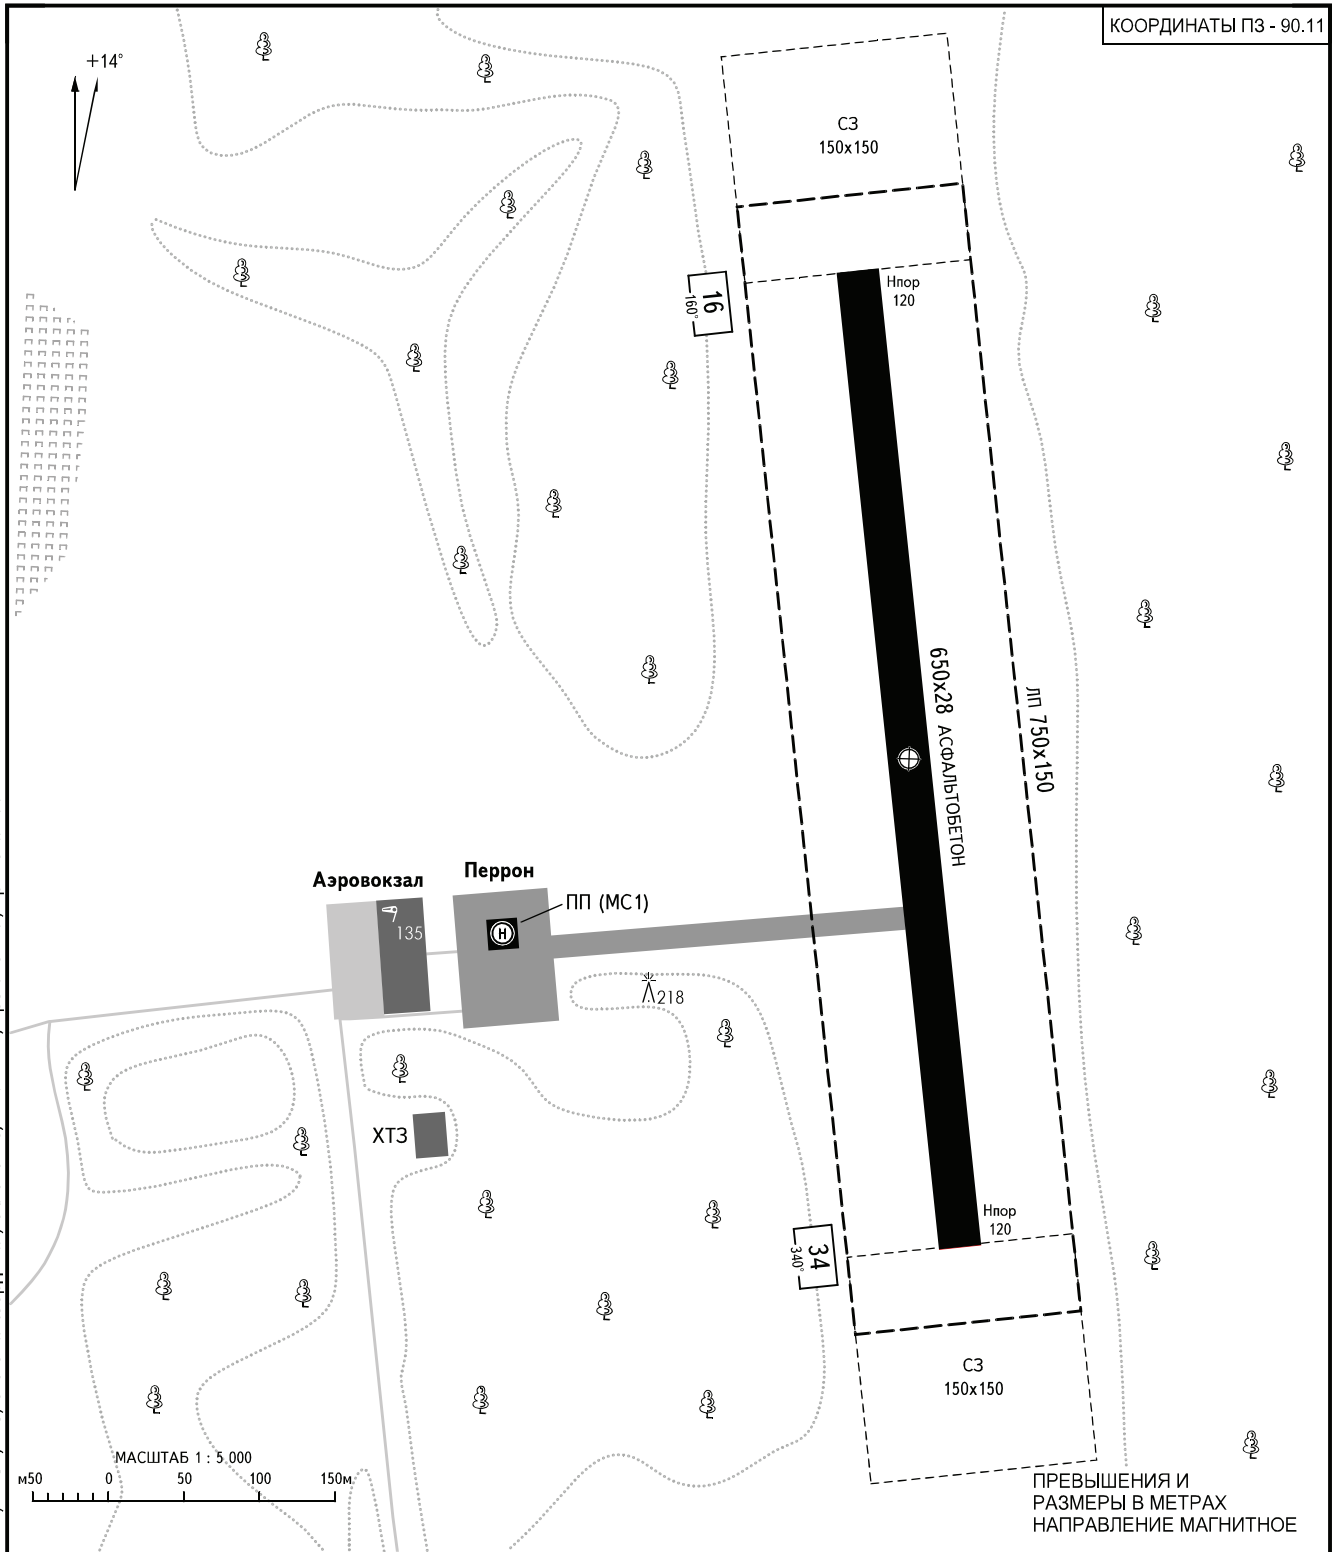 КООРДИНАТЫ ПЗ - 90.11
+14°
СЗ
150x150
16
160°
Нпор
120
650x28 АСФАЛЬТОБЕТОН
ЛП 750x150
Аэровокзал
Перрон
ПП (МС1)
H
135
218
ХТЗ
34
340°
Нпор
120
СЗ
150x150
МАСШТАБ 1 : 5 000
м50 0 50 100 150м
ПРЕВЫШЕНИЯ И
РАЗМЕРЫ В МЕТРАХ
НАПРАВЛЕНИЕ МАГНИТНОЕ